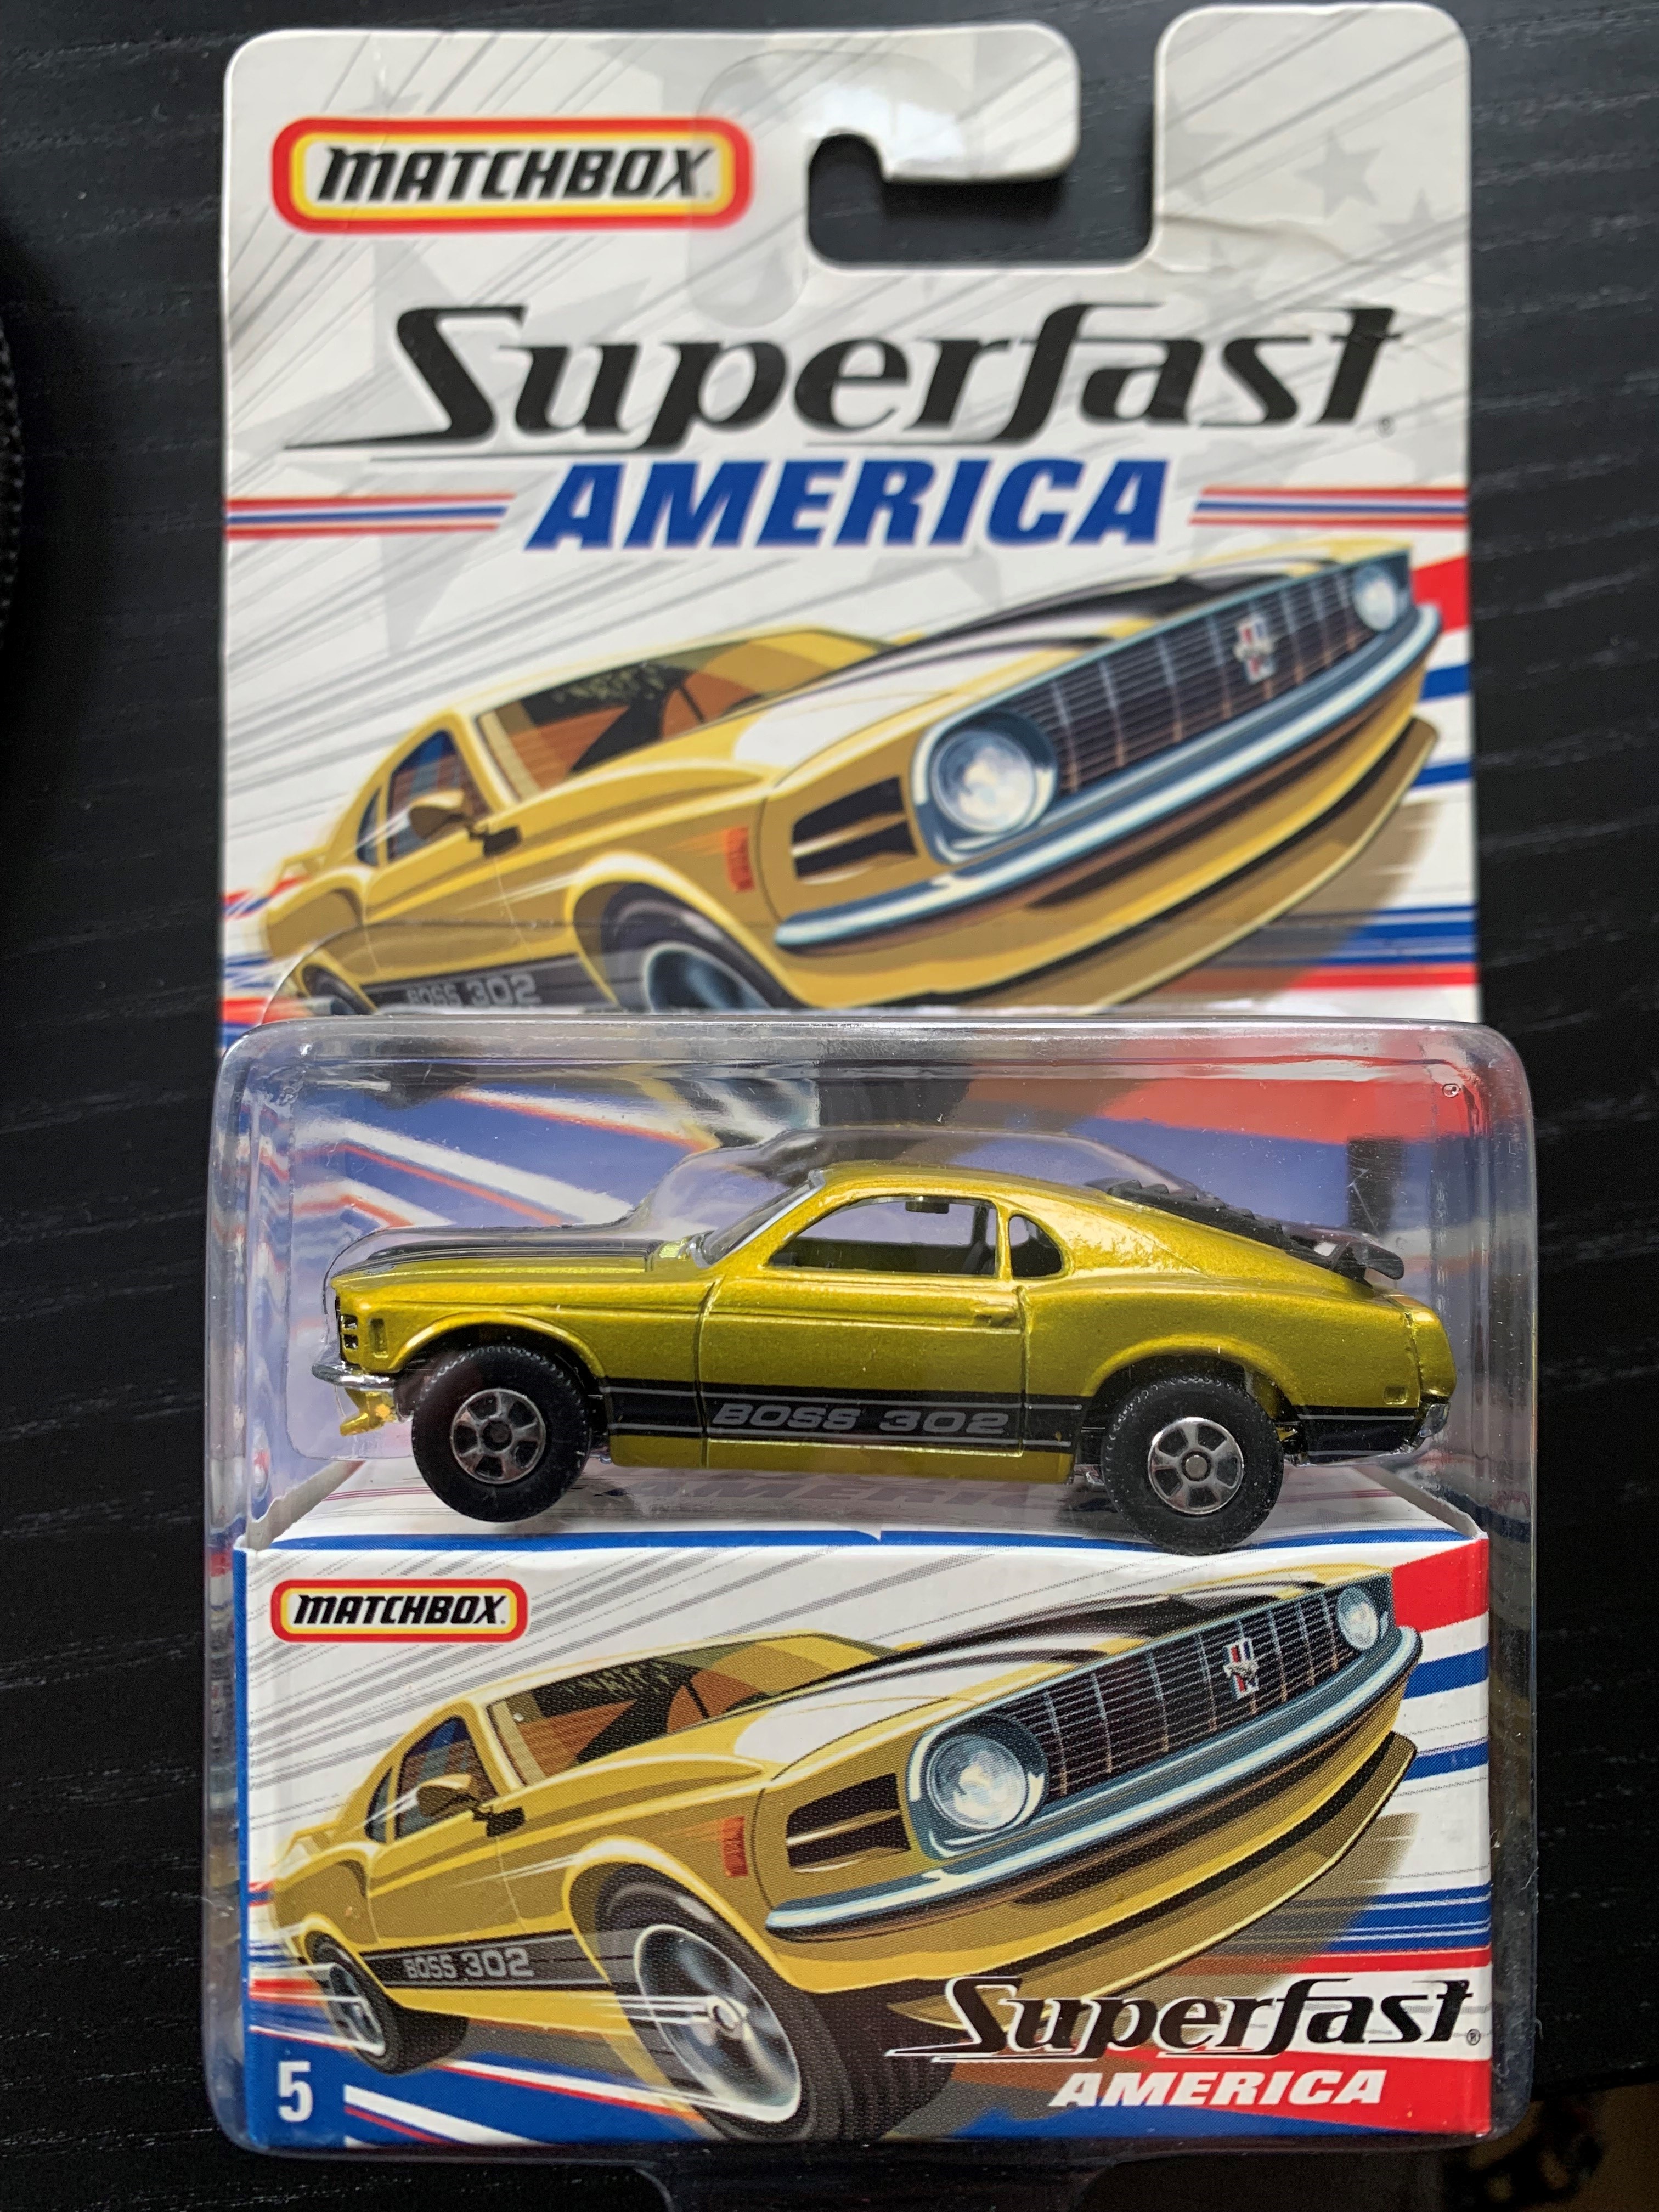 MATCHBOX
Superfast®
AMERICA
BOSS 302
BOSS 302
MATCHBOX
BOSS 302
Superfast®
AMERICA
5